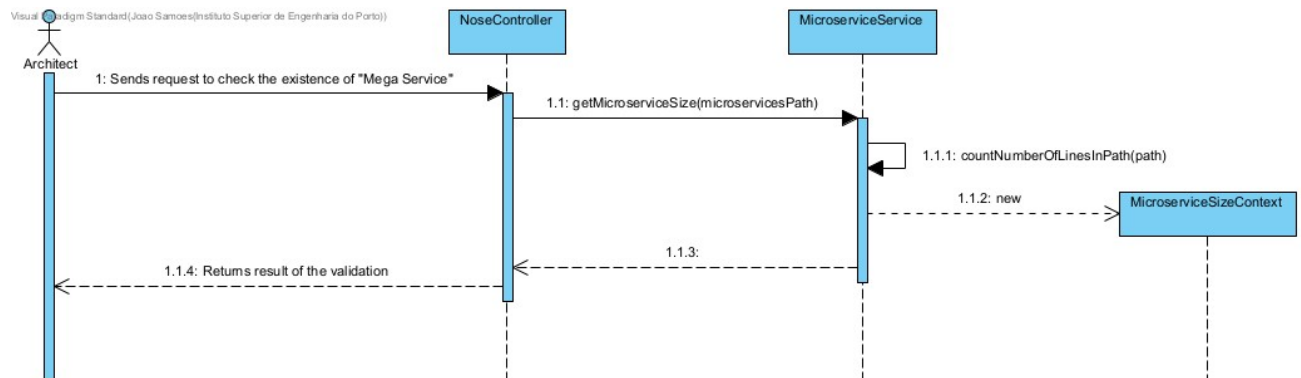 Visual Paradigm Standard(Joao Samoes(Instituto Superior de Engenharia do Porto))
NoseController
MicroserviceService
Architect
1: Sends request to check the existence of "Mega Service"
1.1: getMicroserviceSize(microservicesPath)
1.1.1: countNumberOfLinesInPath(path)
1.1.2: new
MicroserviceSizeContext
1.1.3:
1.1.4: Returns result of the validation